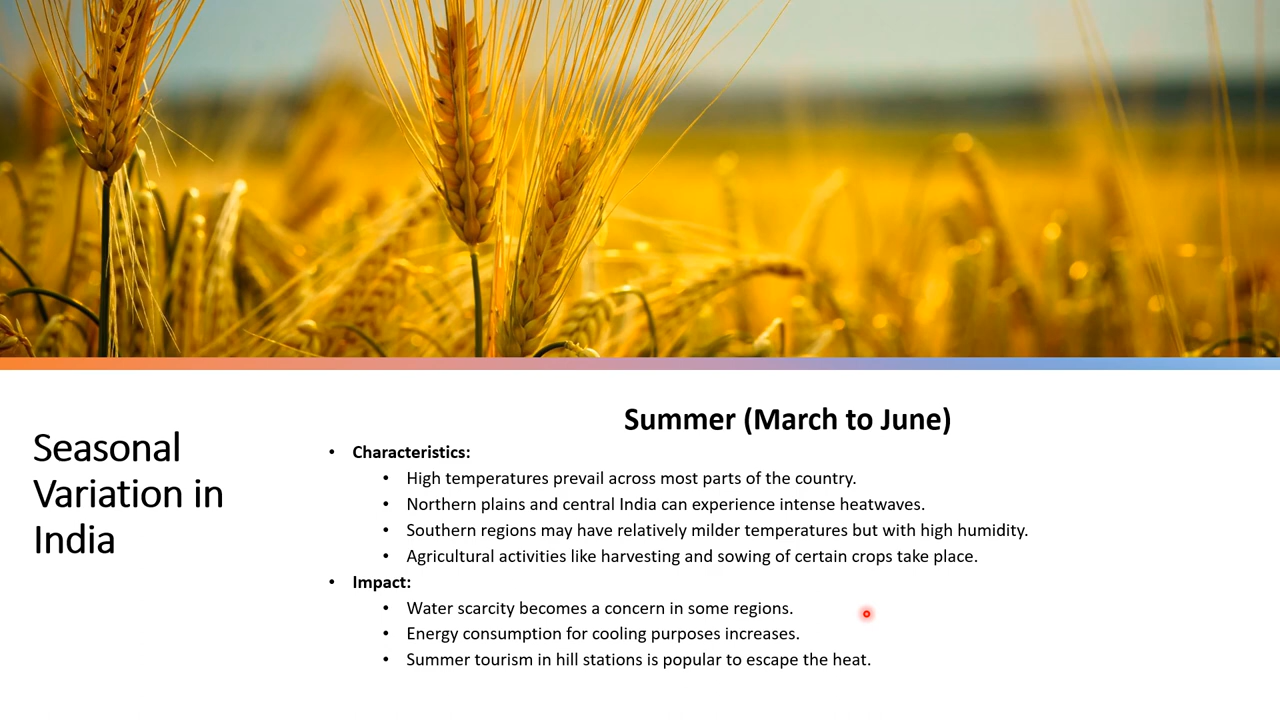 Seasonal
Variation in
India
Summer (March to June)
• Characteristics:
• High temperatures prevail across most parts of the country.
• Northern plains and central India can experience intense heatwaves.
• Southern regions may have relatively milder temperatures but with high humidity.
• Agricultural activities like harvesting and sowing of certain crops take place.
• Impact:
• Water scarcity becomes a concern in some regions.
• Energy consumption for cooling purposes increases.
• Summer tourism in hill stations is popular to escape the heat.